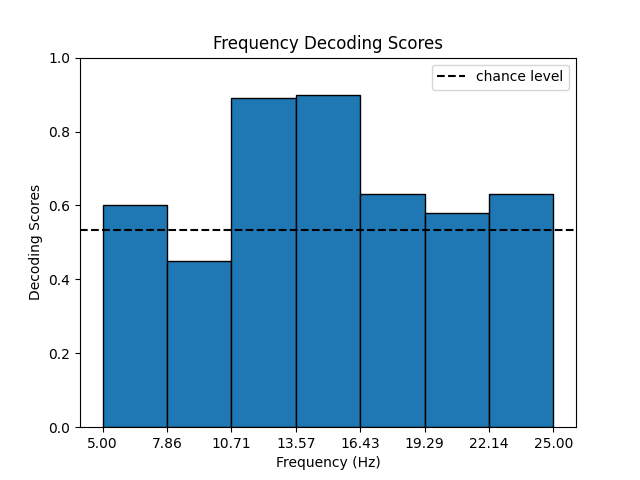 Frequency Decoding Scores
chance level
Decoding Scores
1.0
0.8
0.6
0.4
0.2
0.0
5.00 7.86 10.71 13.57 16.43 19.29 22.14 25.00
Frequency (Hz)